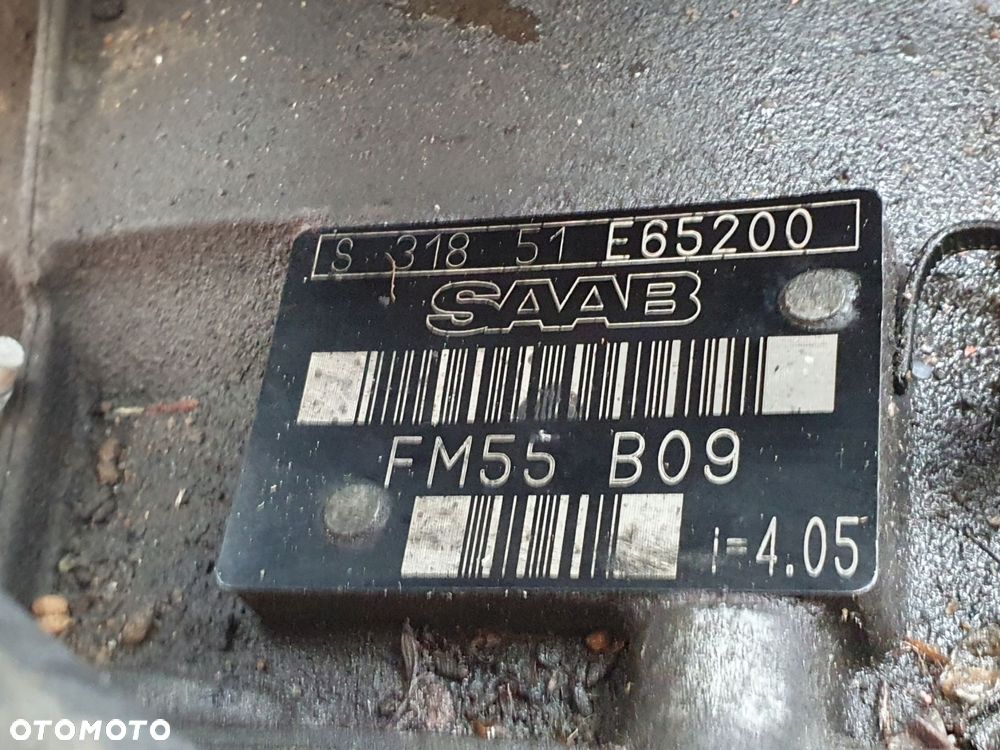 S 318 51 E65200
SAAB
FM55 B09
i=4.05
OTOMOTO